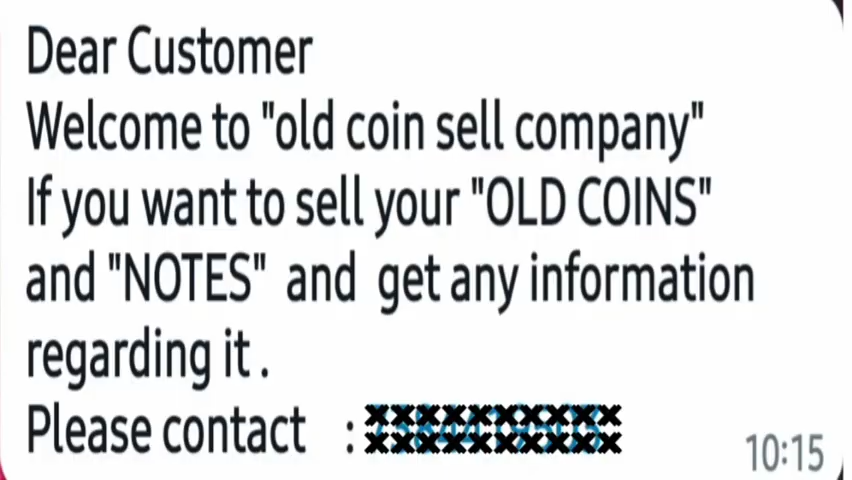 Dear Customer
Welcome to "old coin sell company"
If you want to sell your "OLD COINS"
and "NOTES" and get any information
regarding it .
Please contact :
10:15